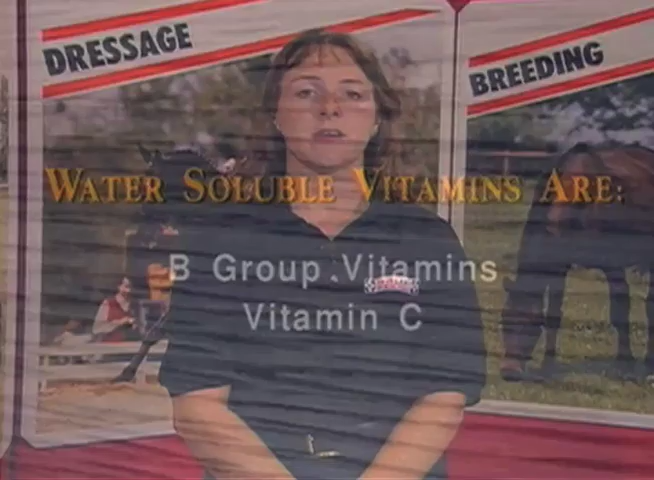 DRESSAGE
BREEDING
WATER SOLUBLE VITAMINS ARE:
B Group Vitamins
Vitamin C